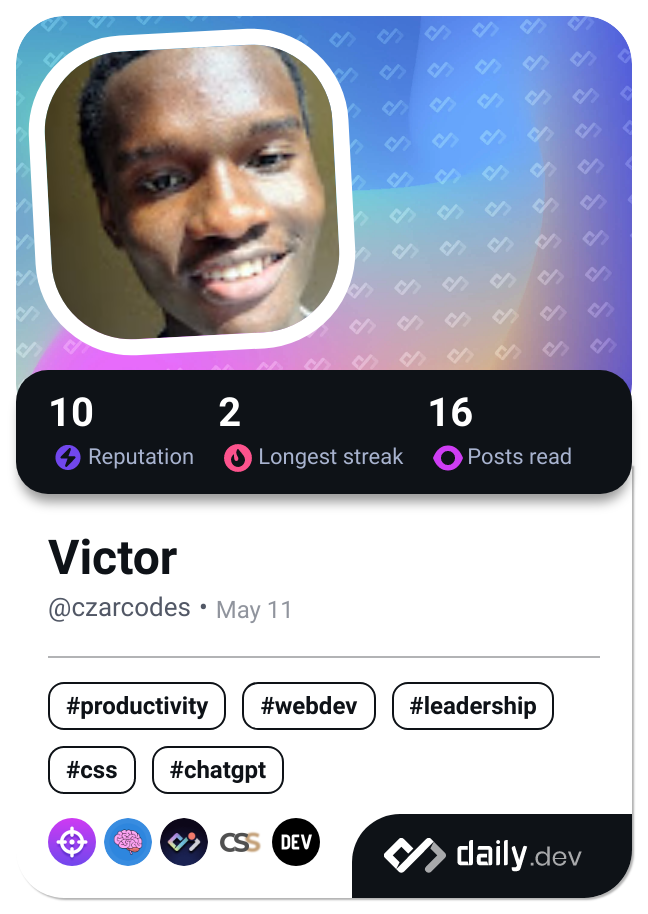 10 2 16
Reputation Longest streak Posts read
Victor
@czarcodes • May 11
#productivity #webdev #leadership
#css #chatgpt
CSS DEV
daily.dev